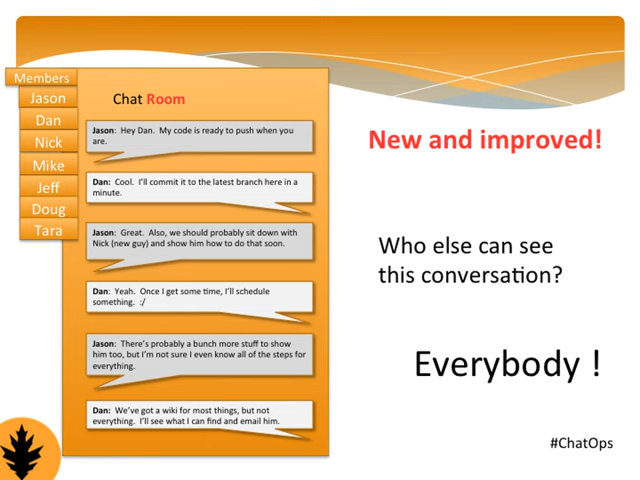 Members
Jason
Dan
Nick
Mike
Jeff
Doug
Tara
Chat Room
Jason: Hey Dan. My code is ready to push when you
are.
Dan: Cool. I'll commit it to the latest branch here in a
minute.
Jason: Great. Also, we should probably sit down with
Nick (new guy) and show him how to do that soon.
Dan: Yeah. Once I get some time, I'll schedule
something. :/
Jason: There's probably a bunch more stuff to show
him too, but I'm not sure I even know all of the steps for
everything.
Dan: We've got a wiki for most things, but not
everything. I'll see what I can find and email him.
New and improved!
Who else can see
this conversation?
Everybody !
#ChatOps